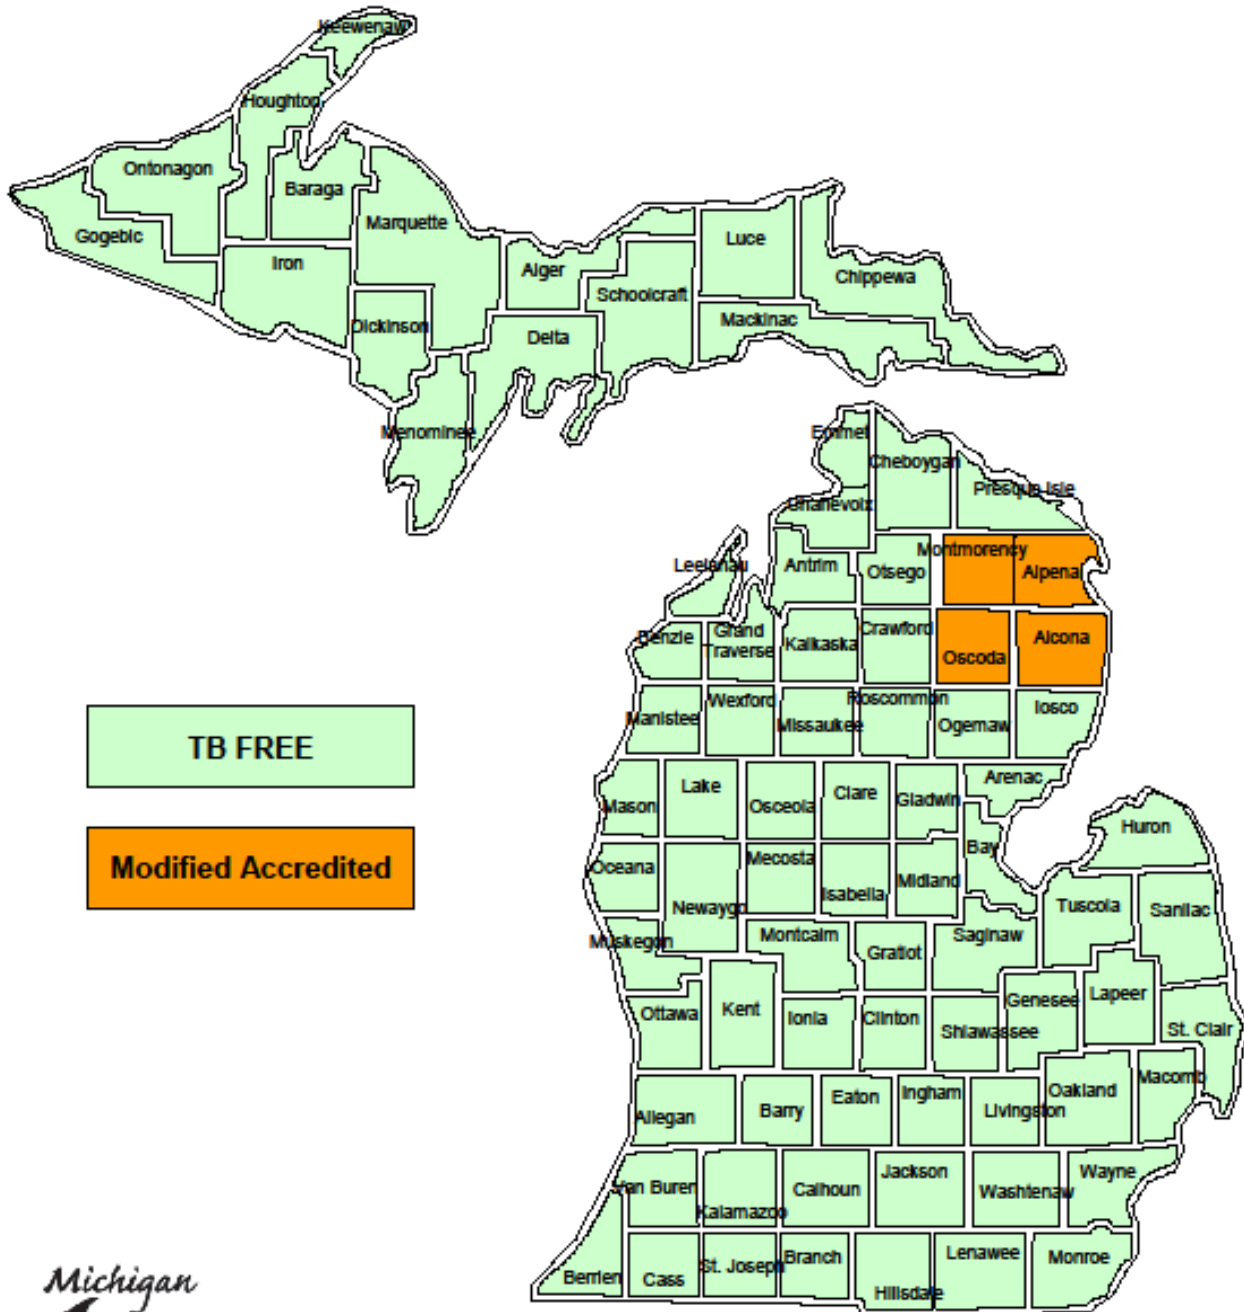 Keewenaw
Houghton
Ontonagon
Baraga
Marquette
Gogebic
Iron
Alger
Luce
Chippewa
Schoolcraft
Mackinac
Dickinson
Delta
Menominee
Emmet
Cheboygan
Presque Isle
Charlevoix
Montmorency
Leelanau
Antrim
Otsego
Alpena
Benzie
Grand
Traverse
Kalkaska
Crawford
Oscoda
Alcona
Manistee
Wexford
Missaukee
Roscommon
Ogemaw
Iosco
TB FREE
Arenac
Mason
Lake
Osceola
Clare
Gladwin
Huron
Modified Accredited
Oceana
Newaygo
Mecosta
Isabella
Midland
Bay
Tuscola
Sanilac
Muskegon
Montcalm
Gratiot
Saginaw
Ottawa
Kent
Ionia
Clinton
Shiawassee
Genesee
Lapeer
St. Clair
Allegan
Barry
Eaton
Ingham
Livingston
Oakland
Macomb
Van Buren
Kalamazoo
Calhoun
Jackson
Washtenaw
Wayne
Berrien
Cass
St. Joseph
Branch
Hillsdale
Lenawee
Monroe
Michigan